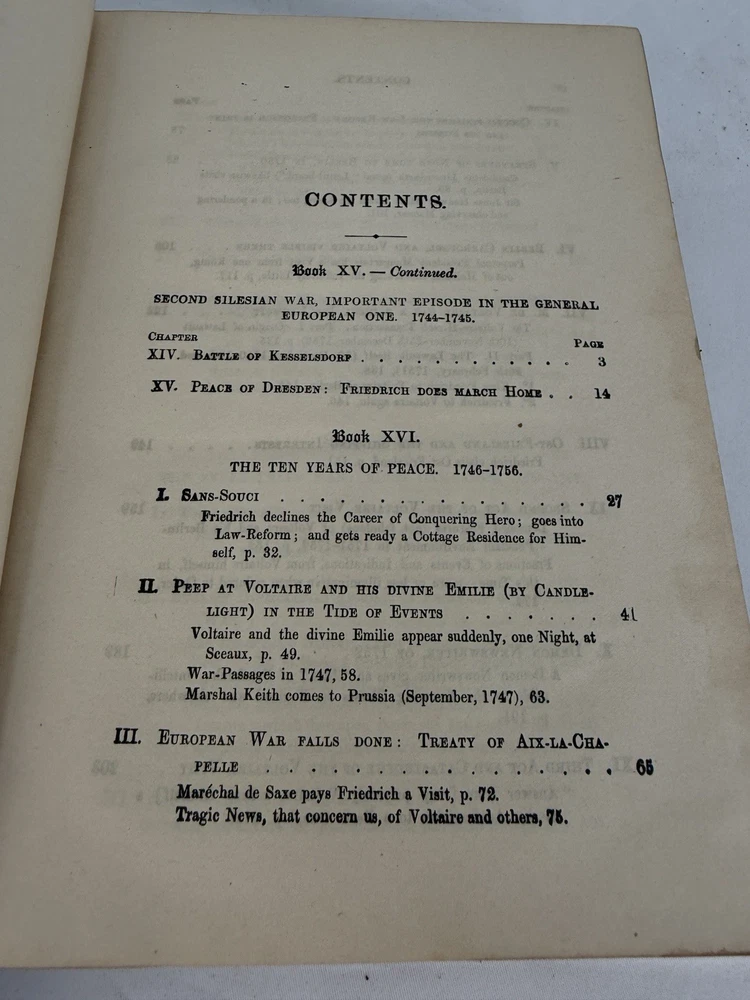 CONTENTS.
Book XV. — Continued.
SECOND SILESIAN WAR, IMPORTANT EPISODE IN THE GENERAL
EUROPEAN ONE. 1744–1745.
CHAPTER PAGE
XIV. BATTLE OF KESSELSDORF . . . . . . . . . . . . 3
XV. PEACE OF DRESDEN: FRIEDRICH DOES MARCH HOME . . 14
Book XVI.
THE TEN YEARS OF PEACE. 1746–1756.
I. SANS-SOUCI . . . . . . . . . . . . . . . . 27
Friedrich declines the Career of Conquering Hero; goes into
Law-Reform; and gets ready a Cottage Residence for Him-
self, p. 32.
II. PEEP AT VOLTAIRE AND HIS DIVINE EMILIE (BY CANDLE-
LIGHT) IN THE TIDE OF EVENTS . . . . . . . 41
Voltaire and the divine Emilie appear suddenly, one Night, at
Sceaux, p. 49.
War-Passages in 1747, 58.
Marshal Keith comes to Prussia (September, 1747), 63.
III. EUROPEAN WAR FALLS DONE: TREATY OF AIX-LA-CHA-
PELLE . . . . . . . . . . . . . . . . 65
Maréchal de Saxe pays Friedrich a Visit, p. 72.
Tragic News, that concern us, of Voltaire and others, 75.